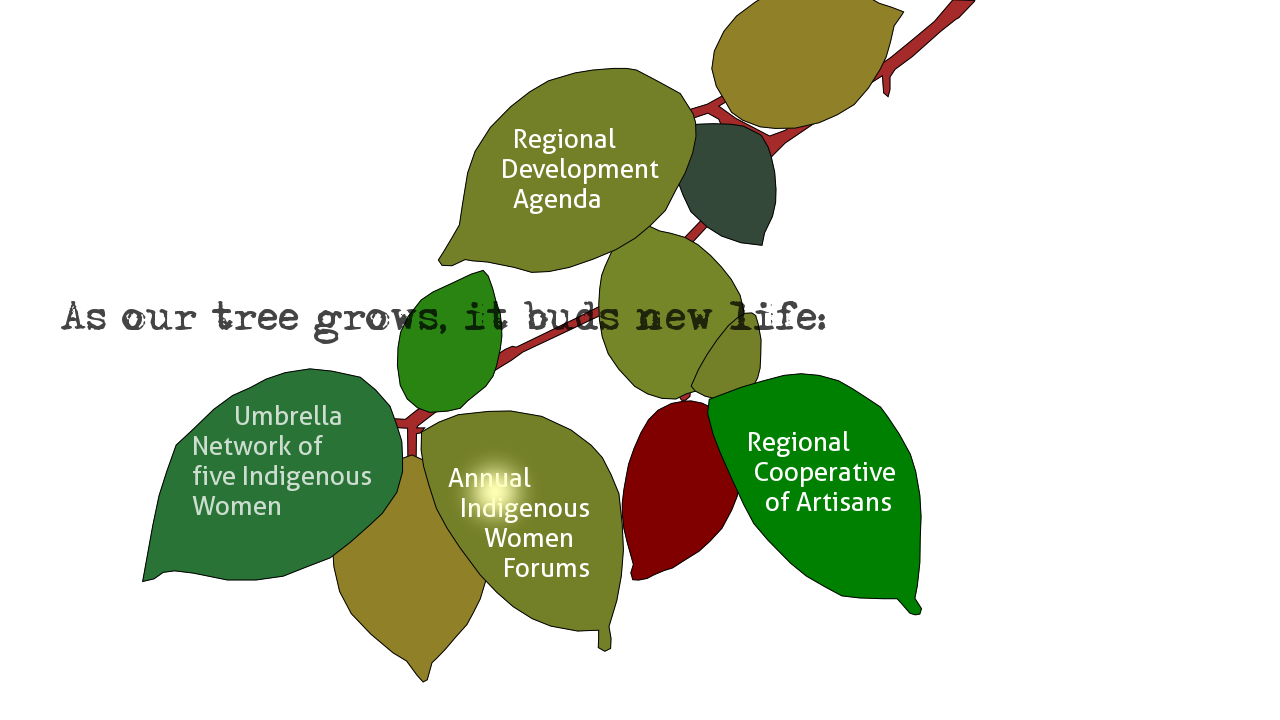 Regional
Development
Agenda
As our tree grows, it buds new life:
Umbrella
Network of
five Indigenous
Women
Annual
Indigenous
Women
Forums
Regional
Cooperative
of Artisans